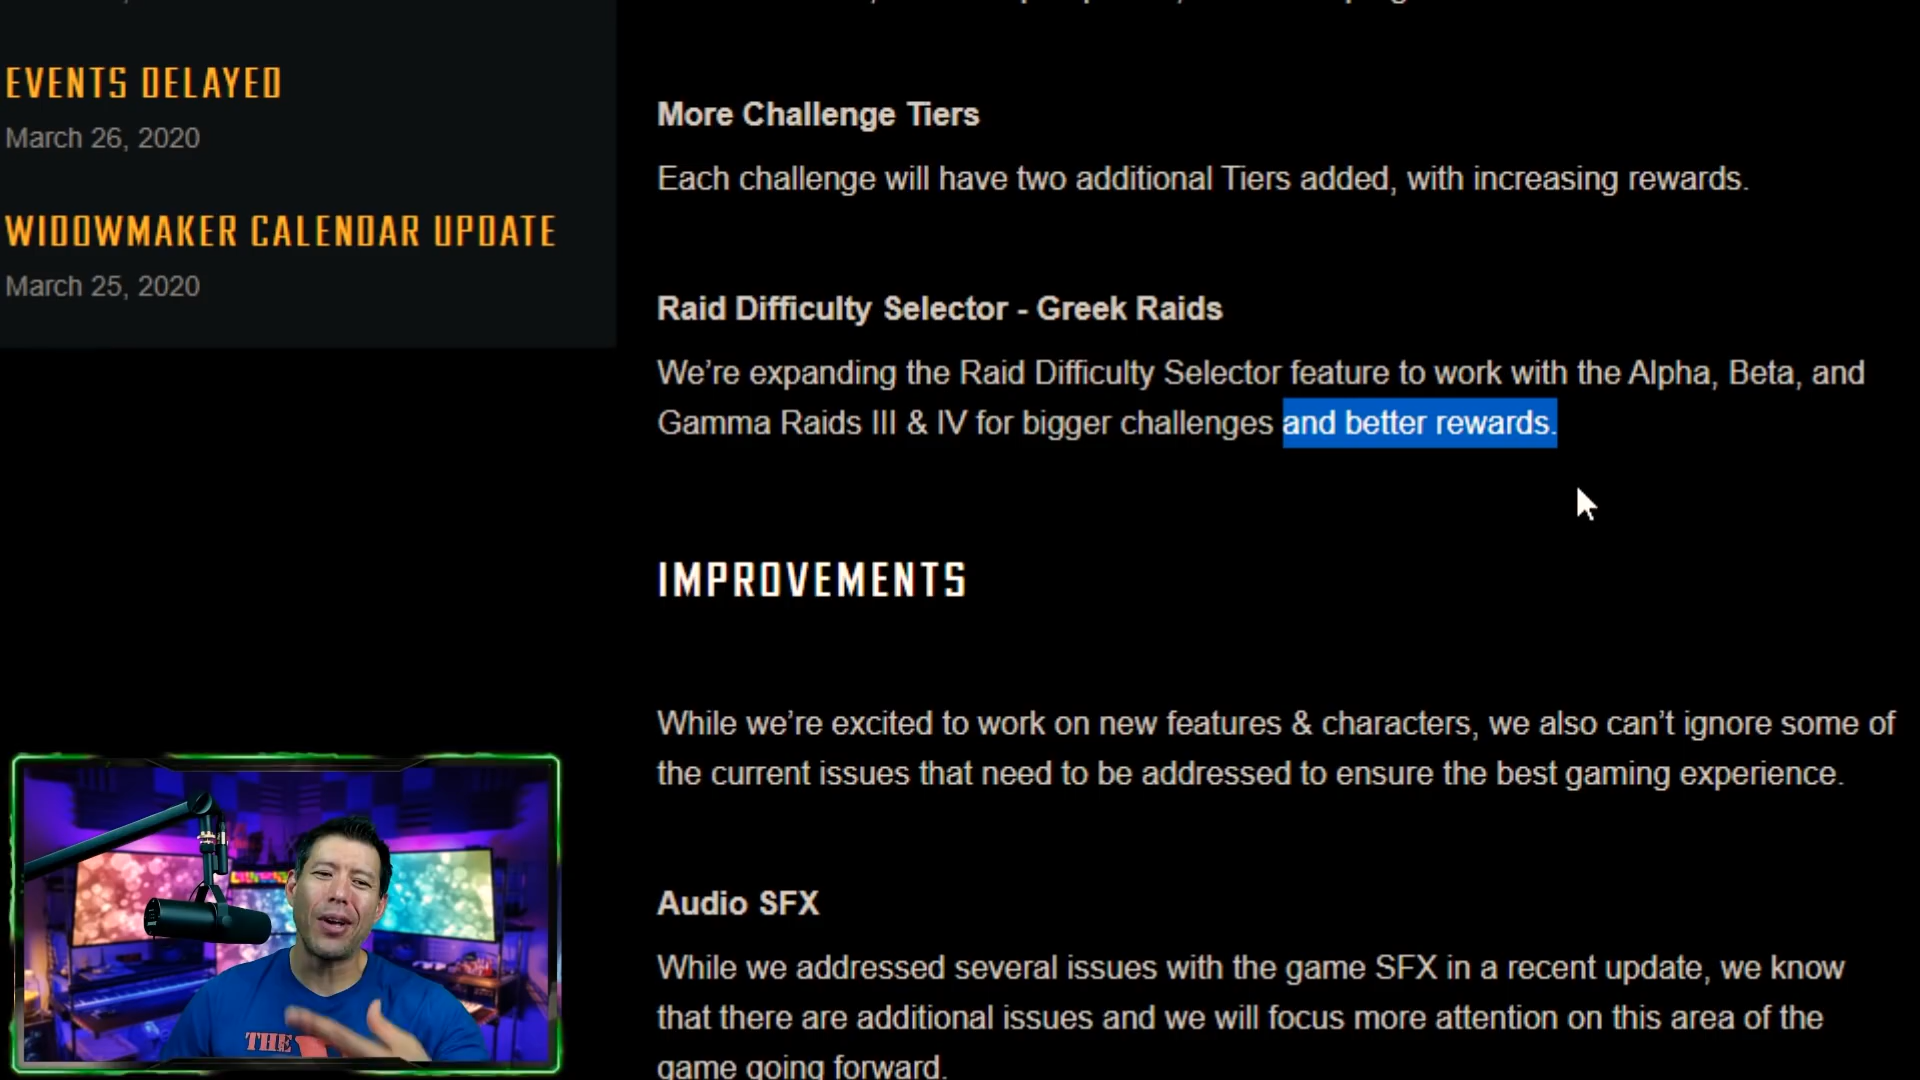 EVENTS DELAYED
March 26, 2020
WIDOWMAKER CALENDAR UPDATE
March 25, 2020
More Challenge Tiers
Each challenge will have two additional Tiers added, with increasing rewards.
Raid Difficulty Selector - Greek Raids
We’re expanding the Raid Difficulty Selector feature to work with the Alpha, Beta, and
Gamma Raids III & IV for bigger challenges and better rewards.
IMPROVEMENTS
While we’re excited to work on new features & characters, we also can’t ignore some of
the current issues that need to be addressed to ensure the best gaming experience.
Audio SFX
While we addressed several issues with the game SFX in a recent update, we know
that there are additional issues and we will focus more attention on this area of the
game going forward.
THE